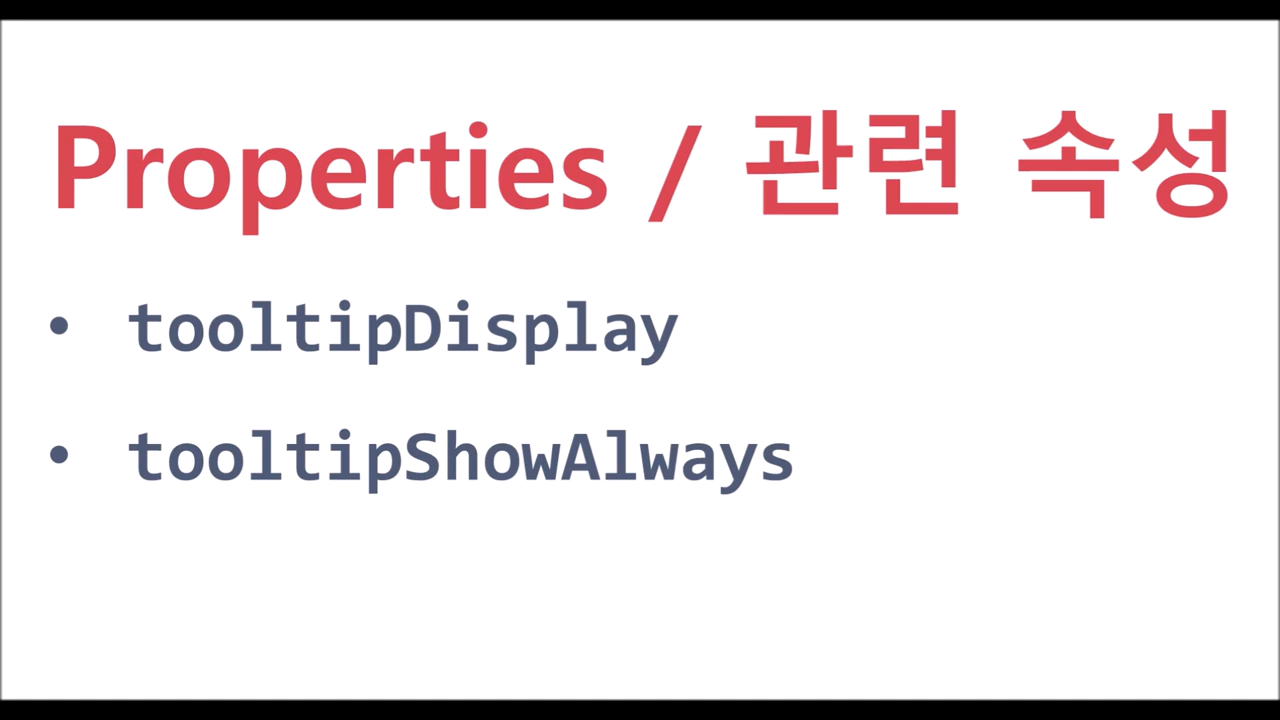 Properties / 관련 속성
• tooltipDisplay
• tooltipShowAlways